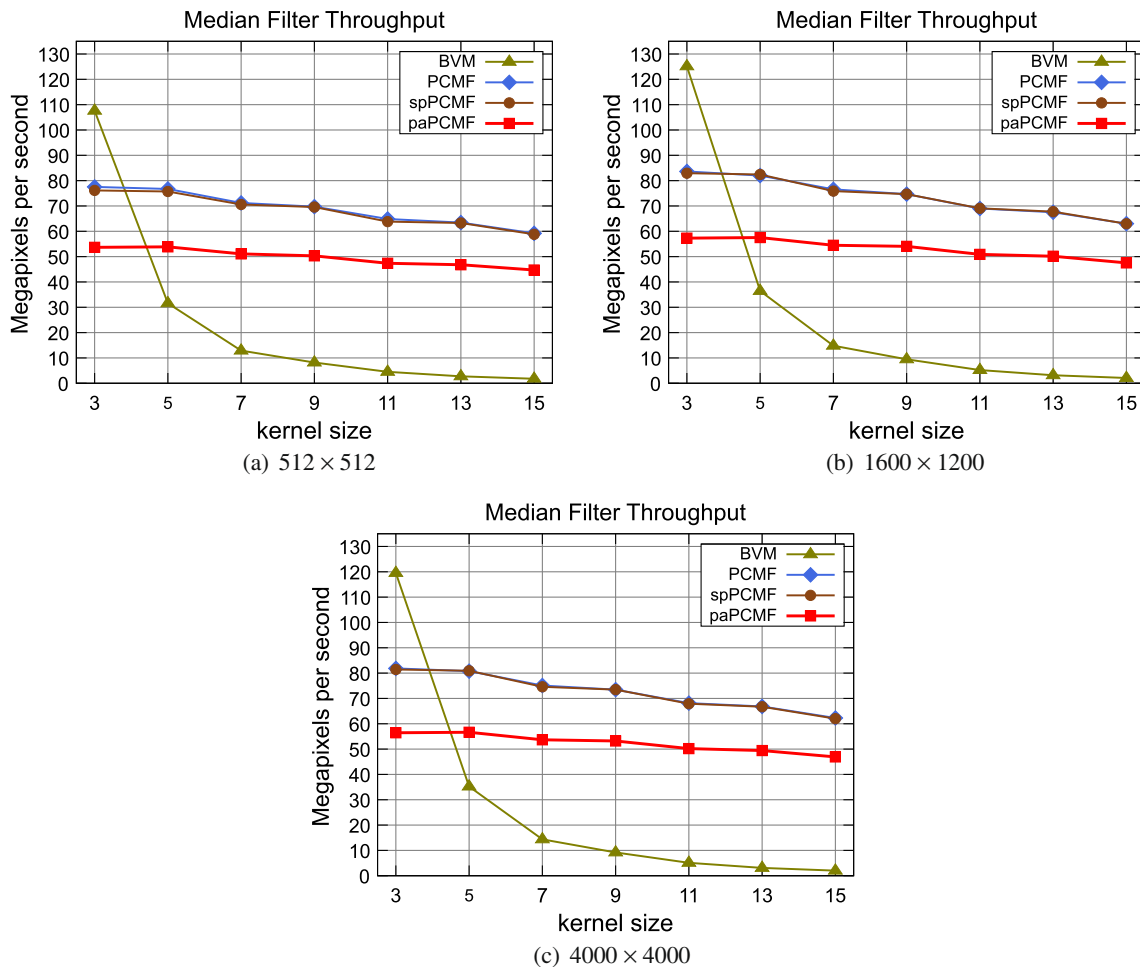 Median Filter Throughput
Megapixels per second
130
120
110
100
90
80
70
60
50
40
30
20
10
0
BVM
PCMF
spPCMF
paPCMF
3 5 7 9 11 13 15
kernel size
(a) 512 × 512
Median Filter Throughput
Megapixels per second
130
120
110
100
90
80
70
60
50
40
30
20
10
0
BVM
PCMF
spPCMF
paPCMF
3 5 7 9 11 13 15
kernel size
(b) 1600 × 1200
Median Filter Throughput
Megapixels per second
130
120
110
100
90
80
70
60
50
40
30
20
10
0
BVM
PCMF
spPCMF
paPCMF
3 5 7 9 11 13 15
kernel size
(c) 4000 × 4000